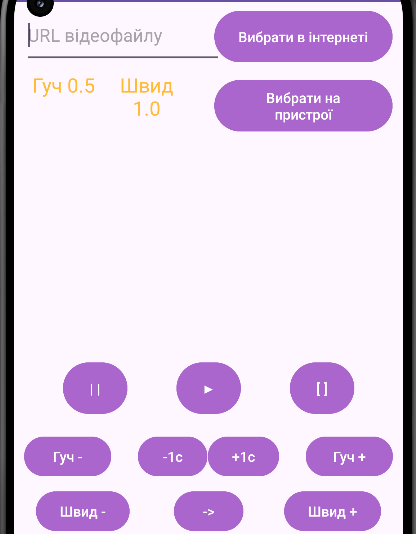 URL відеофайлу
Вибрати в інтернеті
Гуч 0.5
Швид
1.0
Вибрати на
пристрої
||
►
[]
Гуч -
-1с
+1с
Гуч +
Швид -
->
Швид +